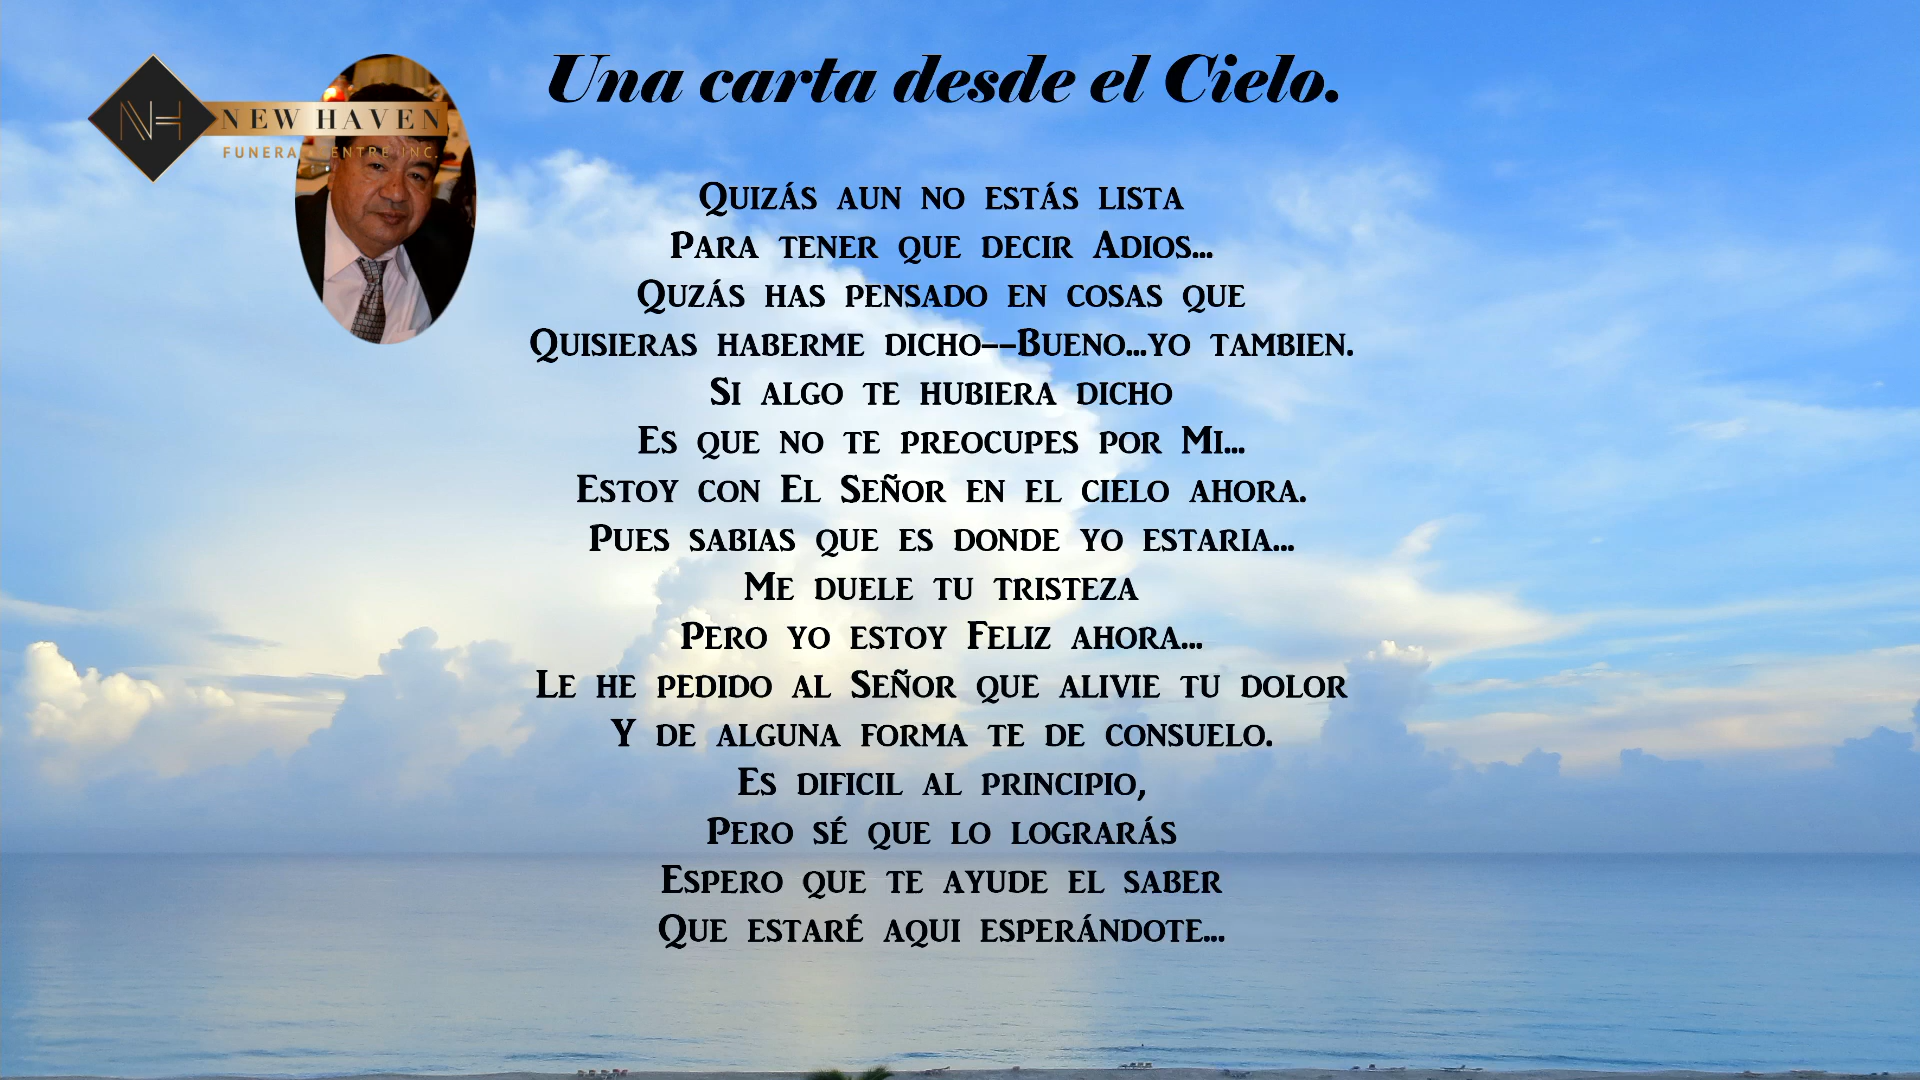 Una carta desde el Cielo.
NEW HAVEN
FUNERAL CENTRE INC.
Quizás aun no estás lista
Para tener que decir Adios...
Quzás has pensado en cosas que
Quisieras haberme dicho--Bueno...yo tambien.
Si algo te hubiera dicho
Es que no te preocupes por Mi...
Estoy con El Señor en el cielo ahora.
Pues sabias que es donde yo estaria...
Me duele tu tristeza
Pero yo estoy Feliz ahora...
Le he pedido al Señor que alivie tu dolor
Y de alguna forma te de consuelo.
Es dificil al principio,
Pero sé que lo lograrás
Espero que te ayude el saber
Que estaré aqui esperándote...